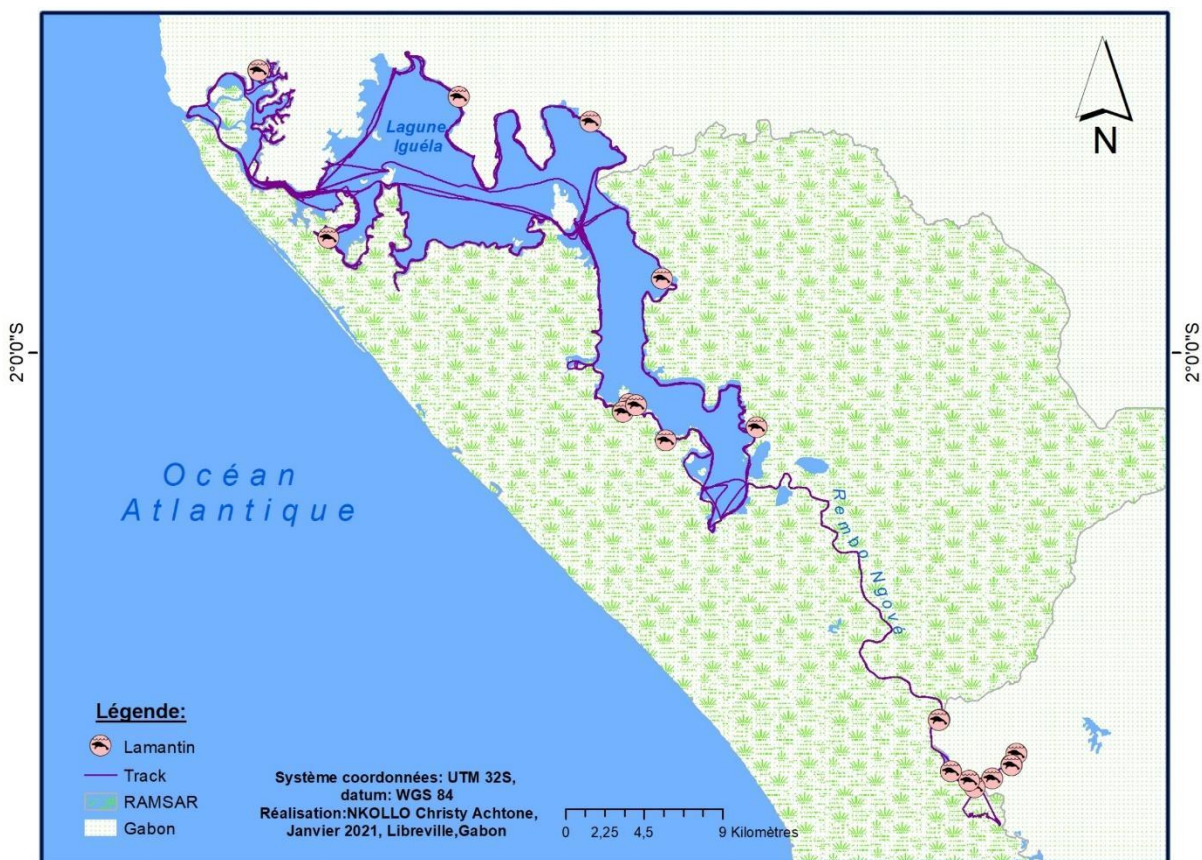 N
Lagune
Iguéla
2°0'0"S
2°0'0"S
Océan
Atlantique
Rembo Ngové
Légende:
Lamantin
Track
RAMSAR
Gabon
Système coordonnées: UTM 32S,
datum: WGS 84
Réalisation:NKOLLO Christy Achtone,
Janvier 2021, Libreville,Gabon
0 2,25 4,5 9 Kilomètres